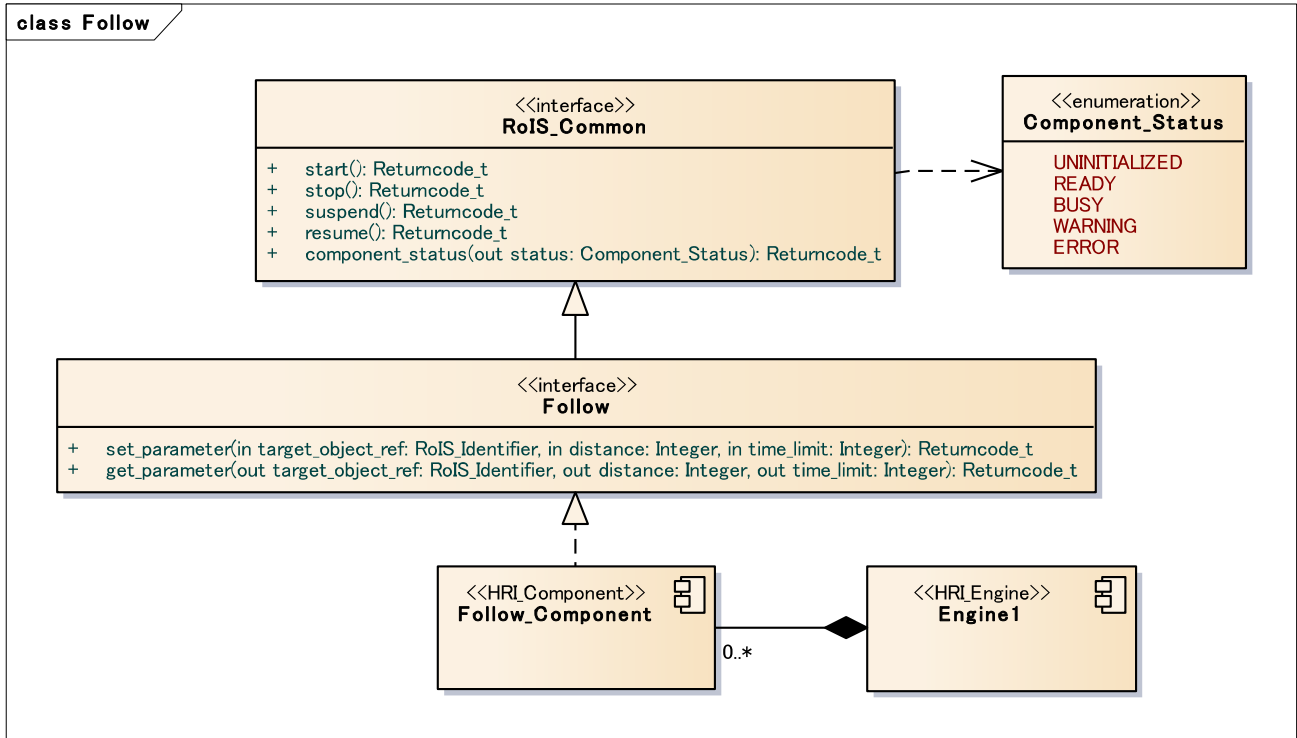 class Follow
<<interface>>
RoIS_Common
+ start(): Returncode_t
+ stop(): Returncode_t
+ suspend(): Returncode_t
+ resume(): Returncode_t
+ component_status(out status: Component_Status): Returncode_t
<<enumeration>>
Component_Status
UNINITIALIZED
READY
BUSY
WARNING
ERROR
<<interface>>
Follow
+ set_parameter(in target_object_ref: RoIS_Identifier, in distance: Integer, in time_limit: Integer): Returncode_t
+ get_parameter(out target_object_ref: RoIS_Identifier, out distance: Integer, out time_limit: Integer): Returncode_t
<<HRI_Component>>
Follow_Component
0..*
<<HRI_Engine>>
Engine1